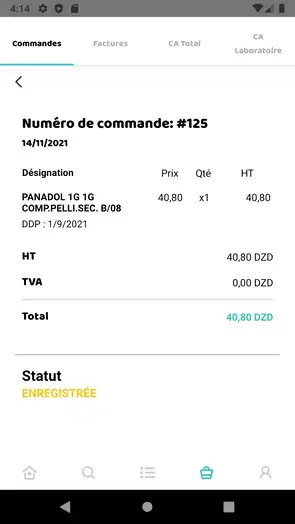 4:14
Commandes Factures CA Total CA Laboratoire
Numéro de commande: #125
14/11/2021
Désignation Prix Qté HT
PANADOL 1G 1G 40,80 x1 40,80
COMP.PELLI.SEC. B/08
DDP : 1/9/2021
HT 40,80 DZD
TVA 0,00 DZD
Total 40,80 DZD
Statut
ENREGISTRÉE